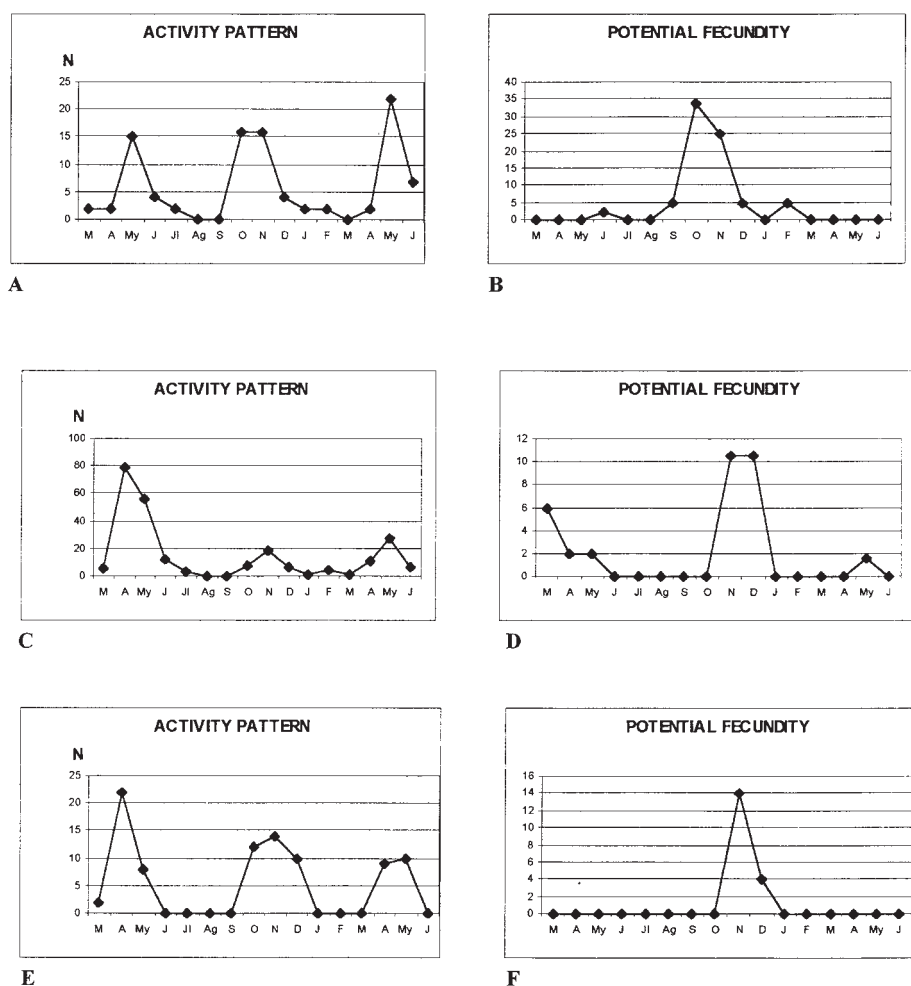 ACTIVITY PATTERN
N
25
20
15
10
5
0
M A My J Jl Ag S O N D J F M A My J
A
POTENTIAL FECUNDITY
40
35
30
25
20
15
10
5
0
M A My J Jl Ag S O N D J F M A My J
B
ACTIVITY PATTERN
N
100
80
60
40
20
0
M A My J Jl Ag S O N D J F M A My J
C
POTENTIAL FECUNDITY
12
10
8
6
4
2
0
M A My J Jl Ag S O N D J F M A My J
D
ACTIVITY PATTERN
N
25
20
15
10
5
0
M A My J Jl Ag S O N D J F M A My J
E
POTENTIAL FECUNDITY
16
14
12
10
8
6
4
2
0
M A My J Jl Ag S O N D J F M A My J
F